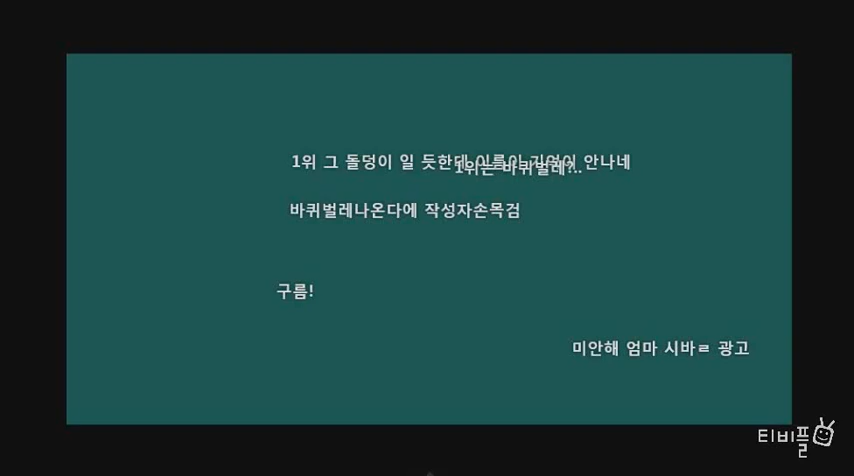 1위 그 돌덩이 일 듯한데 이름이 기억이 안나네
1위는 바퀴벌레?...
바퀴벌레나온다에 작성자손목검
구름!
미안해 엄마 시바ㄹ 광고
티비플